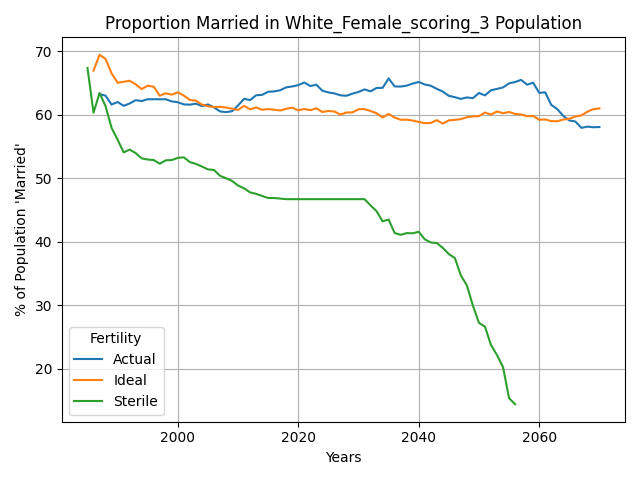 Proportion Married in White_Female_scoring_3 Population
% of Population 'Married'
70
60
50
40
30
20
Fertility
Actual
Ideal
Sterile
2000 2020 2040 2060
Years